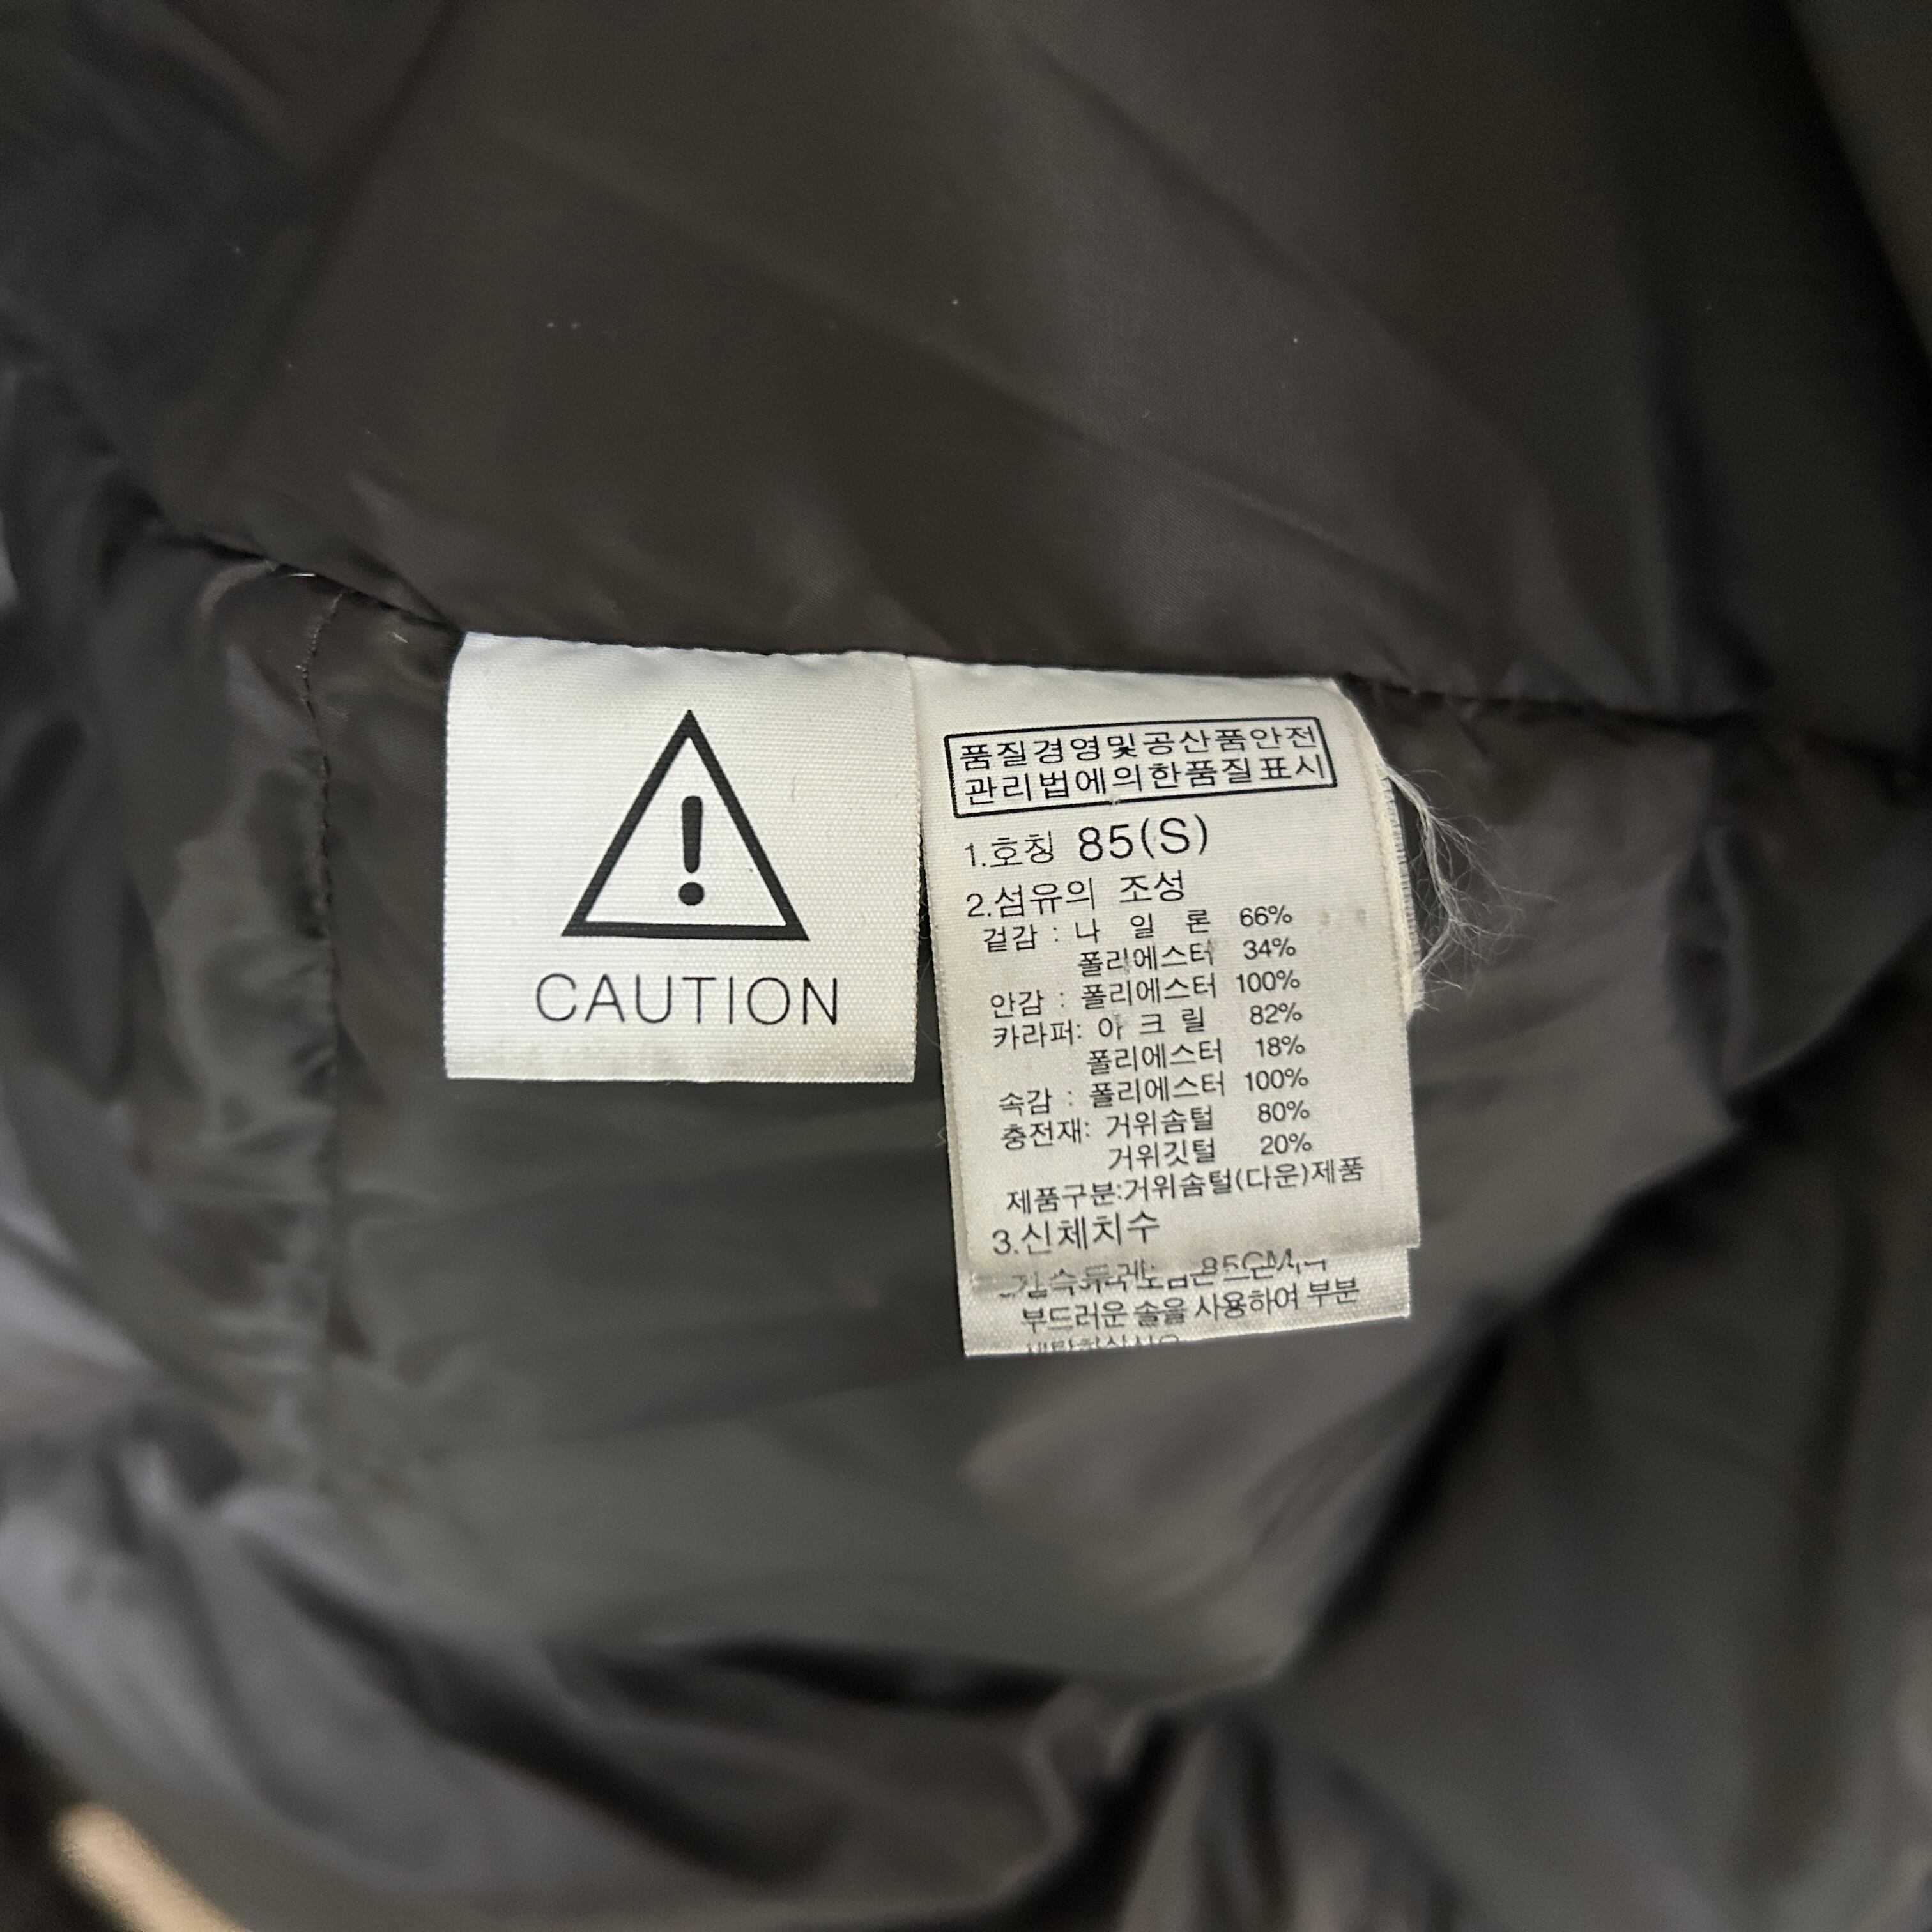 CAUTION
품질경영및공산품안전
관리법에의한품질표시
1.호칭 85(S)
2.섬유의 조성
겉감 : 나 일 론 66%
폴리에스터 34%
안감 : 폴리에스터 100%
카라퍼: 아 크 릴 82%
폴리에스터 18%
속감 : 폴리에스터 100%
충전재: 거위솜털 80%
거위깃털 20%
제품구분:거위솜털(다운)제품
3.신체치수
85CM
부드러운 솔을 사용하여 부분